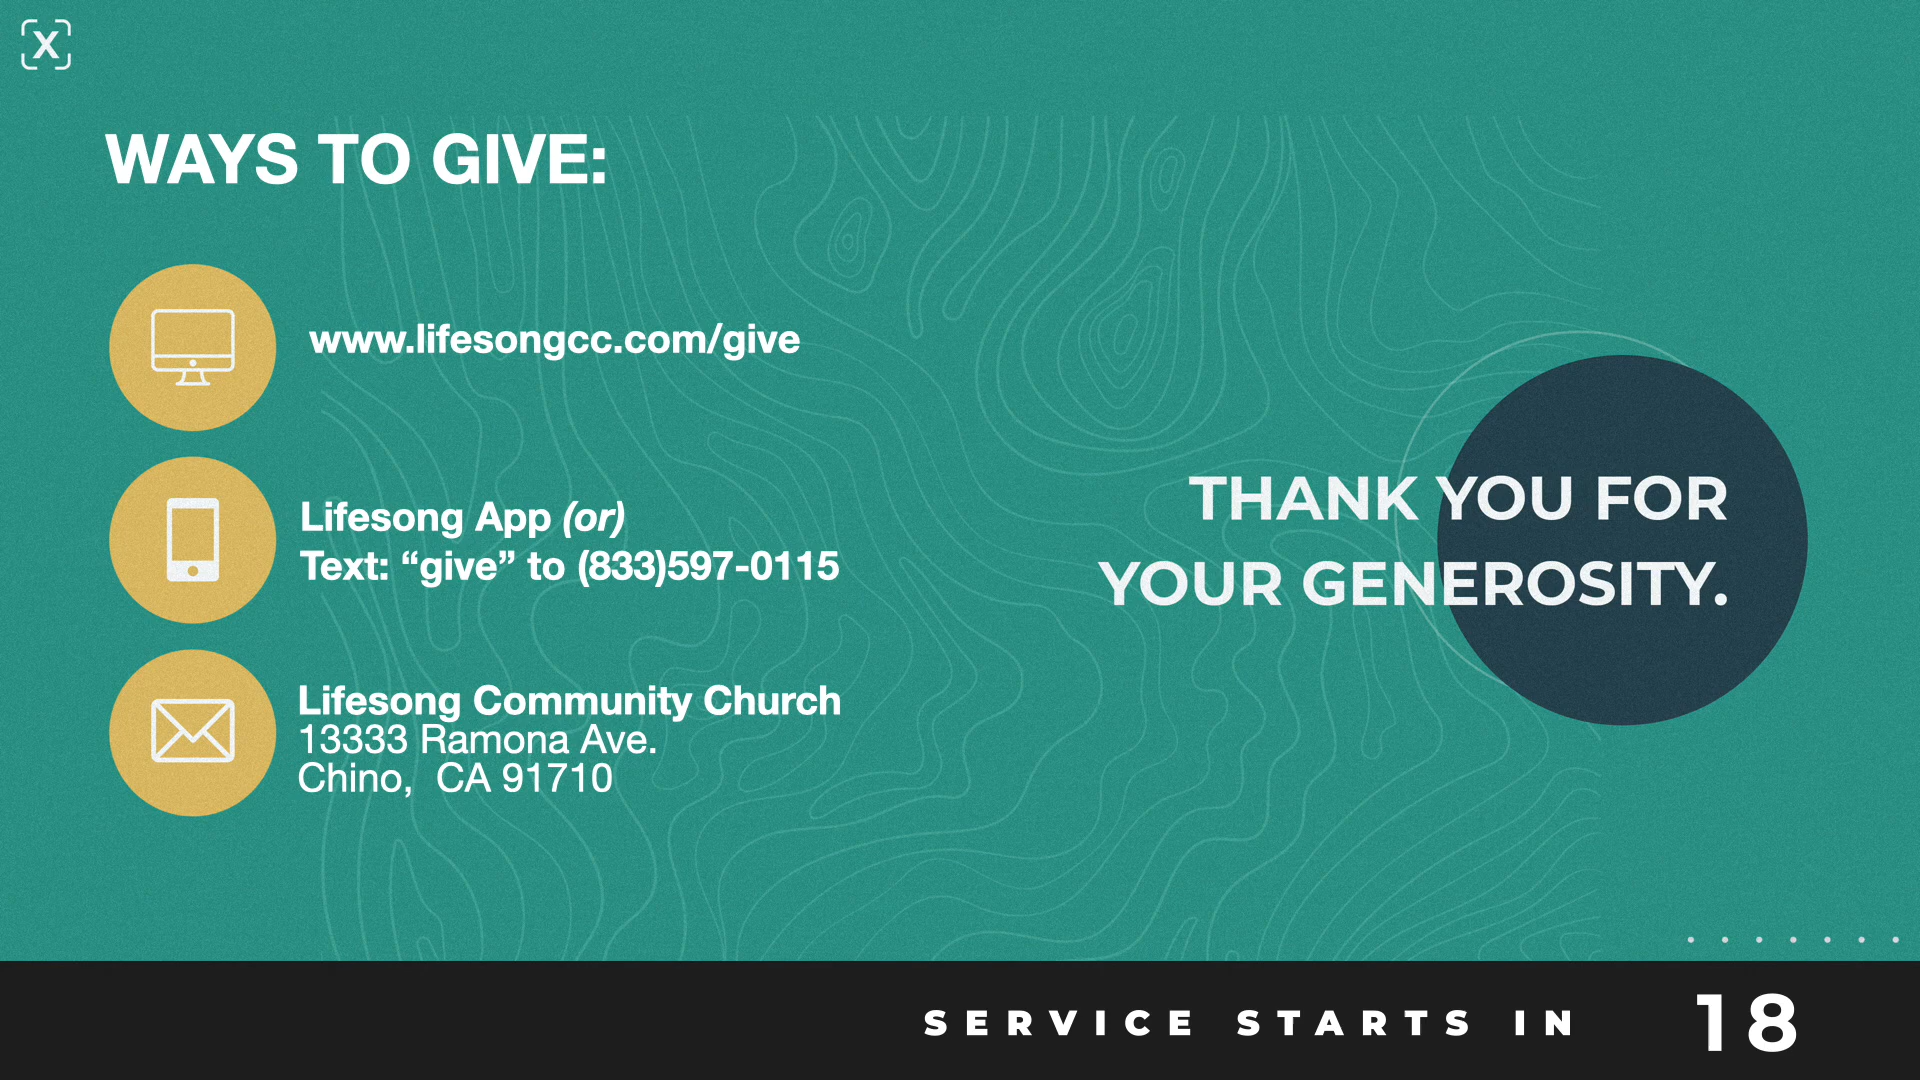 X
WAYS TO GIVE:
www.lifesongcc.com/give
Lifesong App (or)
Text: “give” to (833)597-0115
Lifesong Community Church
13333 Ramona Ave.
Chino,  CA 91710
THANK YOU FOR
YOUR GENEROSITY.
SERVICE STARTS IN 18